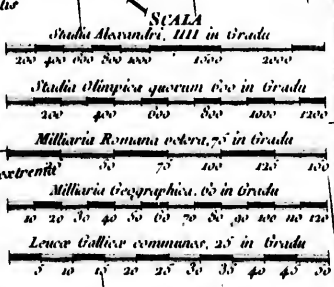 SCALA
Stadia Alexandri, 1111 in Gradu
200 400 600 800 1000 1500 2000
Stadia Olimpica quorum 600 in Gradu
200 400 600 800 1000 1200
Milliaria Romana vetera, 75 in Gradu
50 75 100 125 150
extremita
Milliaria Geographica, 60 in Gradu
10 20 30 40 50 60 70 80 90 100 110 120
Leucæ Gallicæ communæ, 25 in Gradu
5 10 15 20 25 30 35 40 45 50